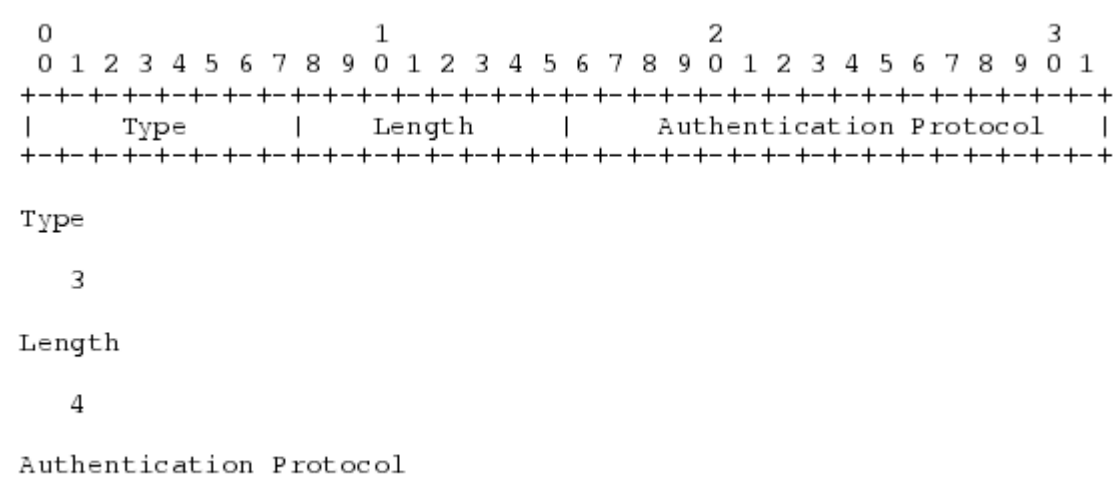 0                   1                   2                   3
 0 1 2 3 4 5 6 7 8 9 0 1 2 3 4 5 6 7 8 9 0 1 2 3 4 5 6 7 8 9 0 1
+-+-+-+-+-+-+-+-+-+-+-+-+-+-+-+-+-+-+-+-+-+-+-+-+-+-+-+-+-+-+-+-+
|     Type      |    Length     |     Authentication Protocol   |
+-+-+-+-+-+-+-+-+-+-+-+-+-+-+-+-+-+-+-+-+-+-+-+-+-+-+-+-+-+-+-+-+
Type
3
Length
4
Authentication Protocol